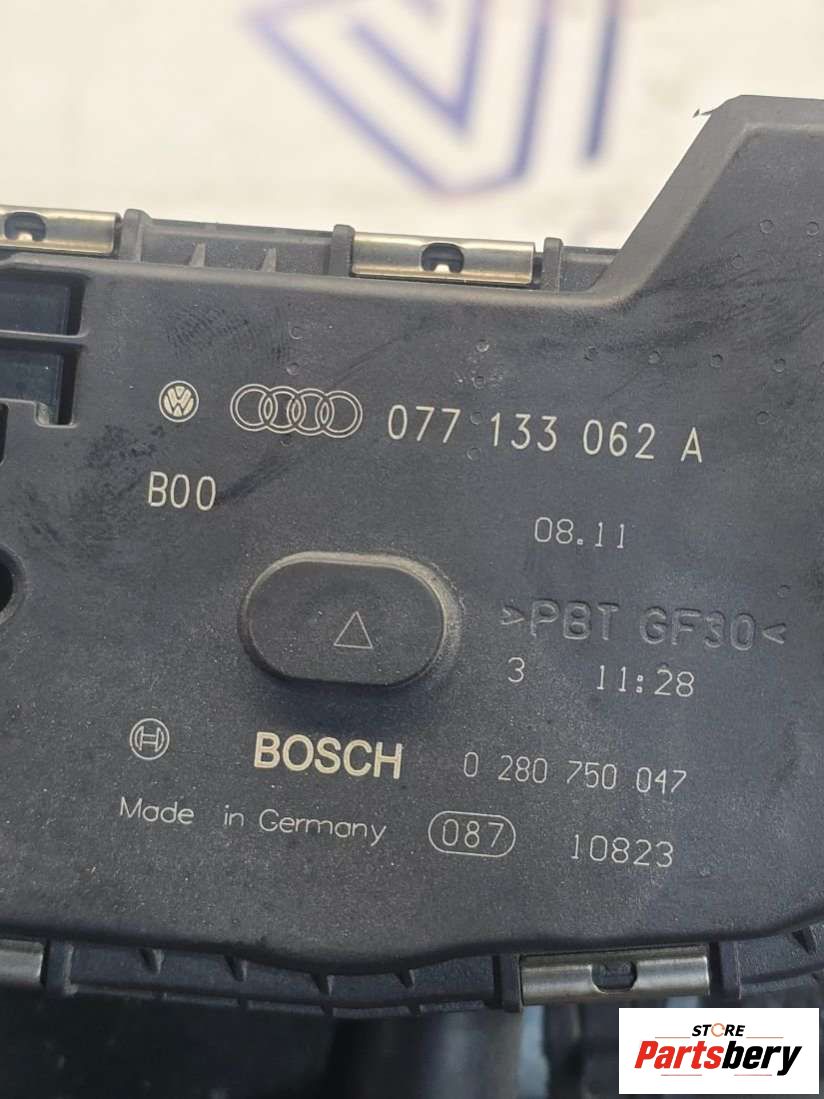 077 133 062 A
B00
08.11
>PBT GF30<
3 11:28
BOSCH 0 280 750 047
Made in Germany 087 10823
STORE
Partsbery